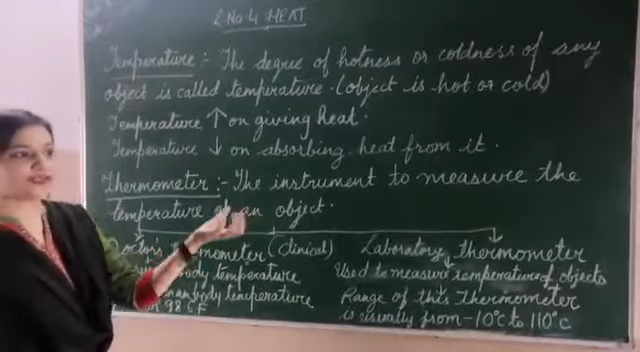 L No 4 HEAT
Temperature :- The degree of hotness or coldness of any
object is called temperature. (object is hot or cold)
Temperature ↑ on giving heat.
Temperature ↓ on absorbing heat from it.
Thermometer :- The instrument to measure the
temperature of an object.
Doctor's thermometer (clinical)
body temperature
body temperature
98.6°F
Laboratory thermometer
Used to measure temperature of objects
Range of this thermometer
is usually from -10°C to 110°C